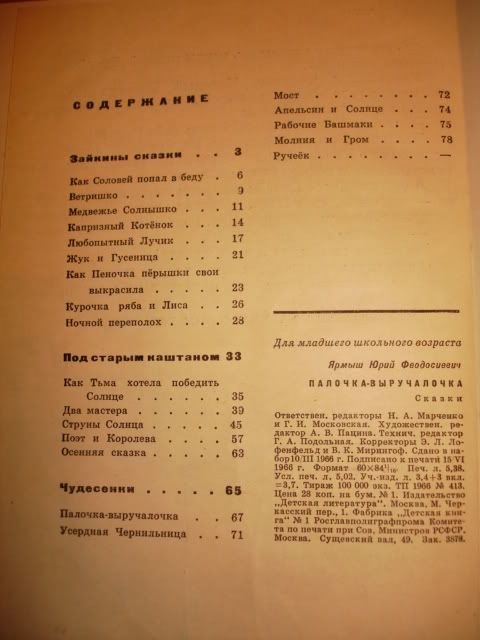 СОДЕРЖАНИЕ
Зайкины сказки . . 3
Как Соловей попал в беду . 6
Ветришко . . . . . 9
Медвежье Солнышко . . . 11
Капризный Котёнок . . . 14
Любопытный Лучик . . . 17
Жук и Гусеница . . . . 21
Как Пеночка пёрышки свои
выкрасила . . . . . 23
Курочка ряба и Лиса . . 26
Ночной переполох . . . . 28
Под старым каштаном 33
Как Тьма хотела победить
Солнце . . . . . . 35
Два мастера . . . . . 39
Струны Солнца . . . . 45
Поэт и Королева . . . . 57
Осенняя сказка . . . . 63
Чудесенки . . . . . 65
Палочка-выручалочка . . 67
Усердная Чернильница . . 71
Мост . . . . . . . 72
Апельсин и Солнце . . . 74
Рабочие Башмаки . . . . 75
Молния и Гром . . . . 78
Ручеёк . . . . . . . —
Для младшего школьного возраста
Ярмыш Юрий Феодосиевич
ПАЛОЧКА-ВЫРУЧАЛОЧКА
Сказки
Ответствен. редакторы Н. А. Марченко
и Г. И. Московская. Художествен. ре-
дактор А. В. Пацина. Технич. редактор
Г. А. Подольная. Корректоры Э. Л. Ло-
фенфельд и В. К. Мирингоф. Сдано в на-
бор 10/III 1966 г. Подписано к печати 15/VI
1966 г. Формат 60×84 1/16. Печ. л. 5,38.
Усл. печ. л. 5,02. Уч.-изд. л. 3,4+3 вкл.
=3,7. Тираж 100 000 экз. ТП 1966 № 413.
Цена 28 коп. на бум. № 1. Издательство
„Детская литература". Москва, М. Чер-
касский пер., 1. Фабрика „Детская кни-
га" № 1 Росглавполиграфпрома Комите-
та по печати при Сов. Министров РСФСР.
Москва. Сущевский вал, 49. Зак. 3878.